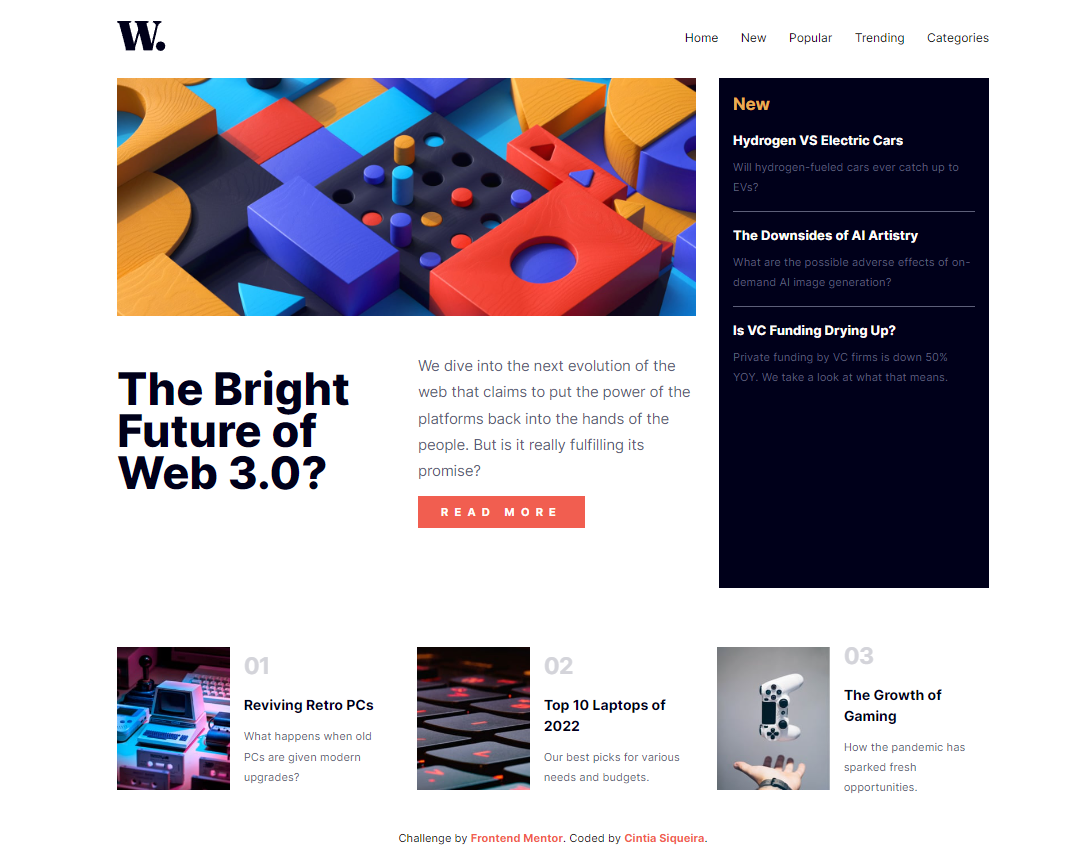 W.
Home New Popular Trending Categories
The Bright
Future of
Web 3.0?
We dive into the next evolution of the
web that claims to put the power of the
platforms back into the hands of the
people. But is it really fulfilling its
promise?
READ MORE
New
Hydrogen VS Electric Cars
Will hydrogen-fueled cars ever catch up to
EVs?
The Downsides of AI Artistry
What are the possible adverse effects of on-
demand AI image generation?
Is VC Funding Drying Up?
Private funding by VC firms is down 50%
YOY. We take a look at what that means.
01
Reviving Retro PCs
What happens when old
PCs are given modern
upgrades?
02
Top 10 Laptops of
2022
Our best picks for various
needs and budgets.
03
The Growth of
Gaming
How the pandemic has
sparked fresh
opportunities.
Challenge by Frontend Mentor. Coded by Cintia Siqueira.